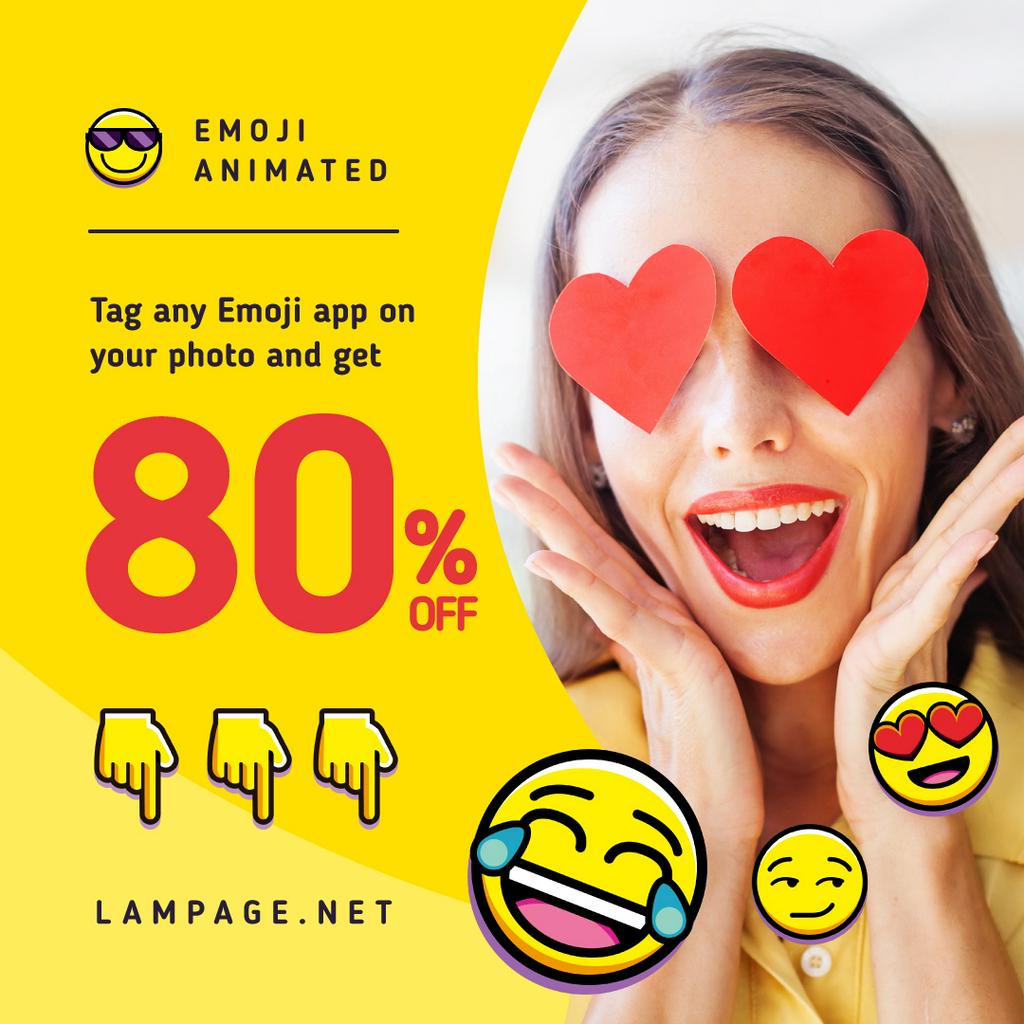 EMOJI
ANIMATED
Tag any Emoji app on
your photo and get
80%
OFF
LAMPAGE.NET